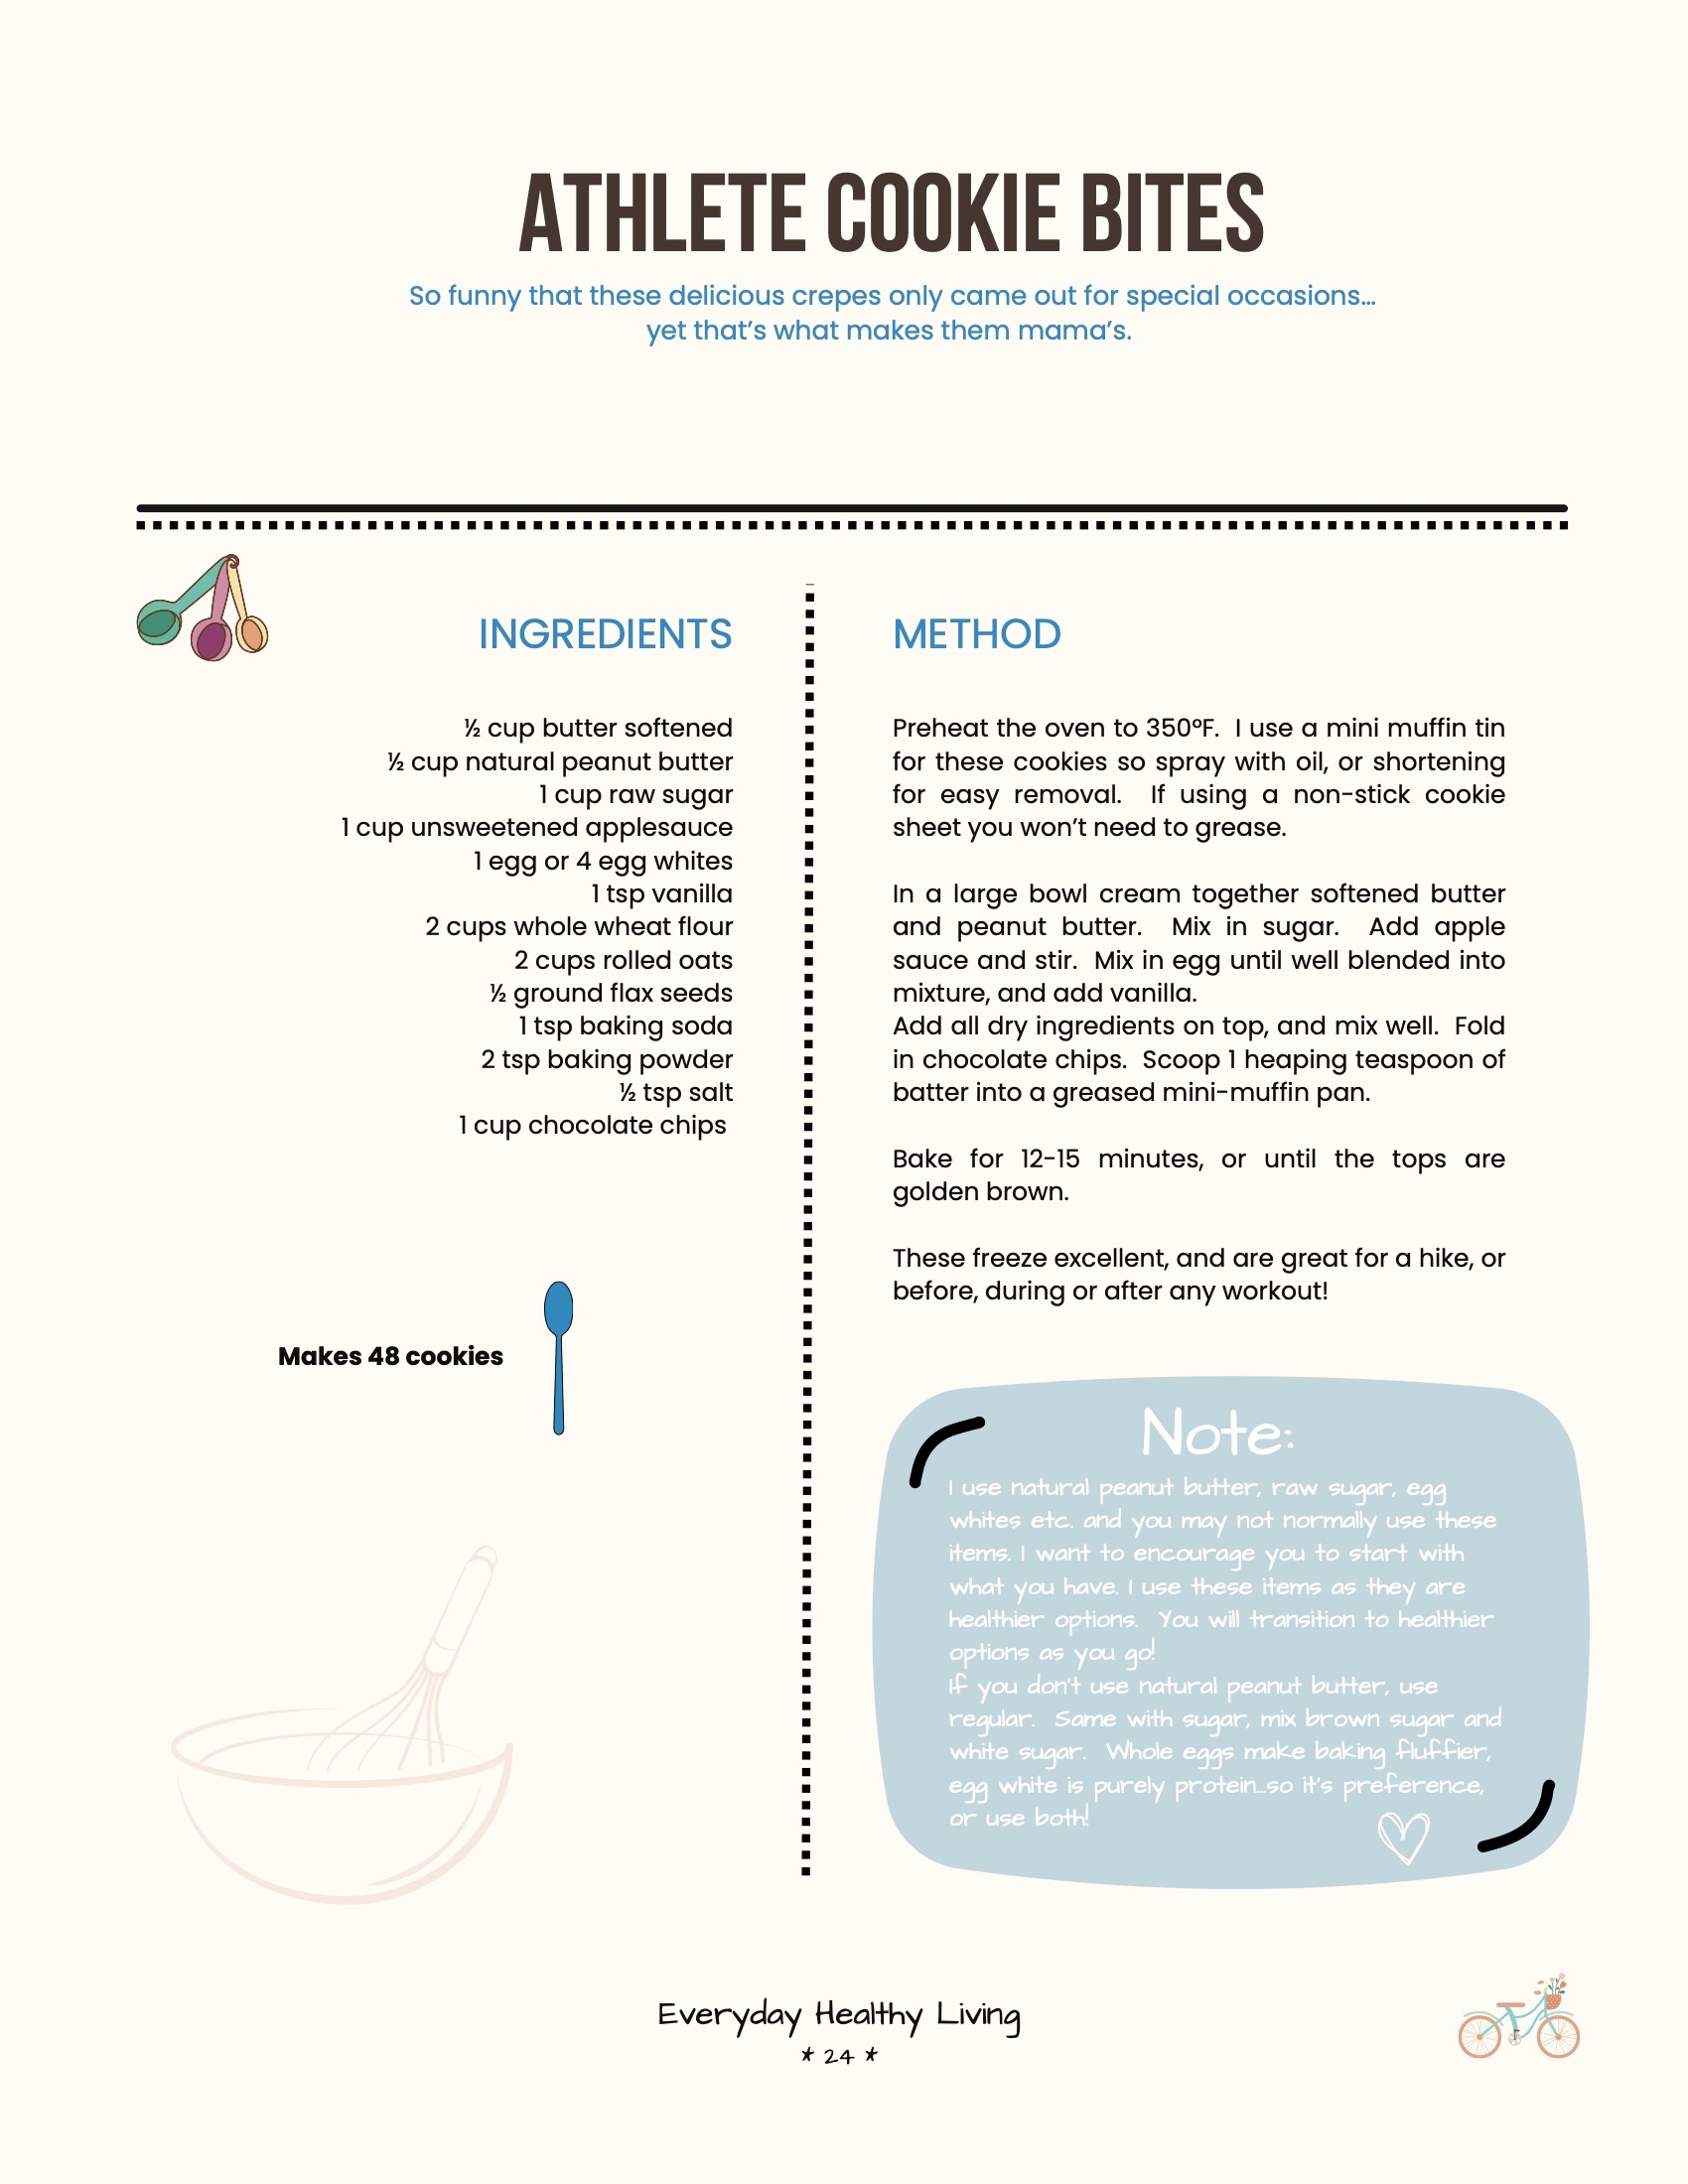 ATHLETE COOKIE BITES
So funny that these delicious crepes only came out for special occasions...
yet that's what makes them mama's.
INGREDIENTS
½ cup butter softened
½ cup natural peanut butter
1 cup raw sugar
1 cup unsweetened applesauce
1 egg or 4 egg whites
1 tsp vanilla
2 cups whole wheat flour
2 cups rolled oats
½ ground flax seeds
1 tsp baking soda
2 tsp baking powder
½ tsp salt
1 cup chocolate chips
Makes 48 cookies
METHOD
Preheat the oven to 350°F. I use a mini muffin tin
for these cookies so spray with oil, or shortening
for easy removal. If using a non-stick cookie
sheet you won't need to grease.
In a large bowl cream together softened butter
and peanut butter. Mix in sugar. Add apple
sauce and stir. Mix in egg until well blended into
mixture, and add vanilla.
Add all dry ingredients on top, and mix well. Fold
in chocolate chips. Scoop 1 heaping teaspoon of
batter into a greased mini-muffin pan.
Bake for 12-15 minutes, or until the tops are
golden brown.
These freeze excellent, and are great for a hike, or
before, during or after any workout!
Note:
I use natural peanut butter, raw sugar, egg
whites etc. and you may not normally use these
items. I want to encourage you to start with
what you have. I use these items as they are
healthier options. You will transition to healthier
options as you go!
If you don't use natural peanut butter, use
regular. Same with sugar, mix brown sugar and
white sugar. Whole eggs make baking fluffier,
egg white is purely protein...so it's preference,
or use both!
Everyday Healthy Living
* 24 *